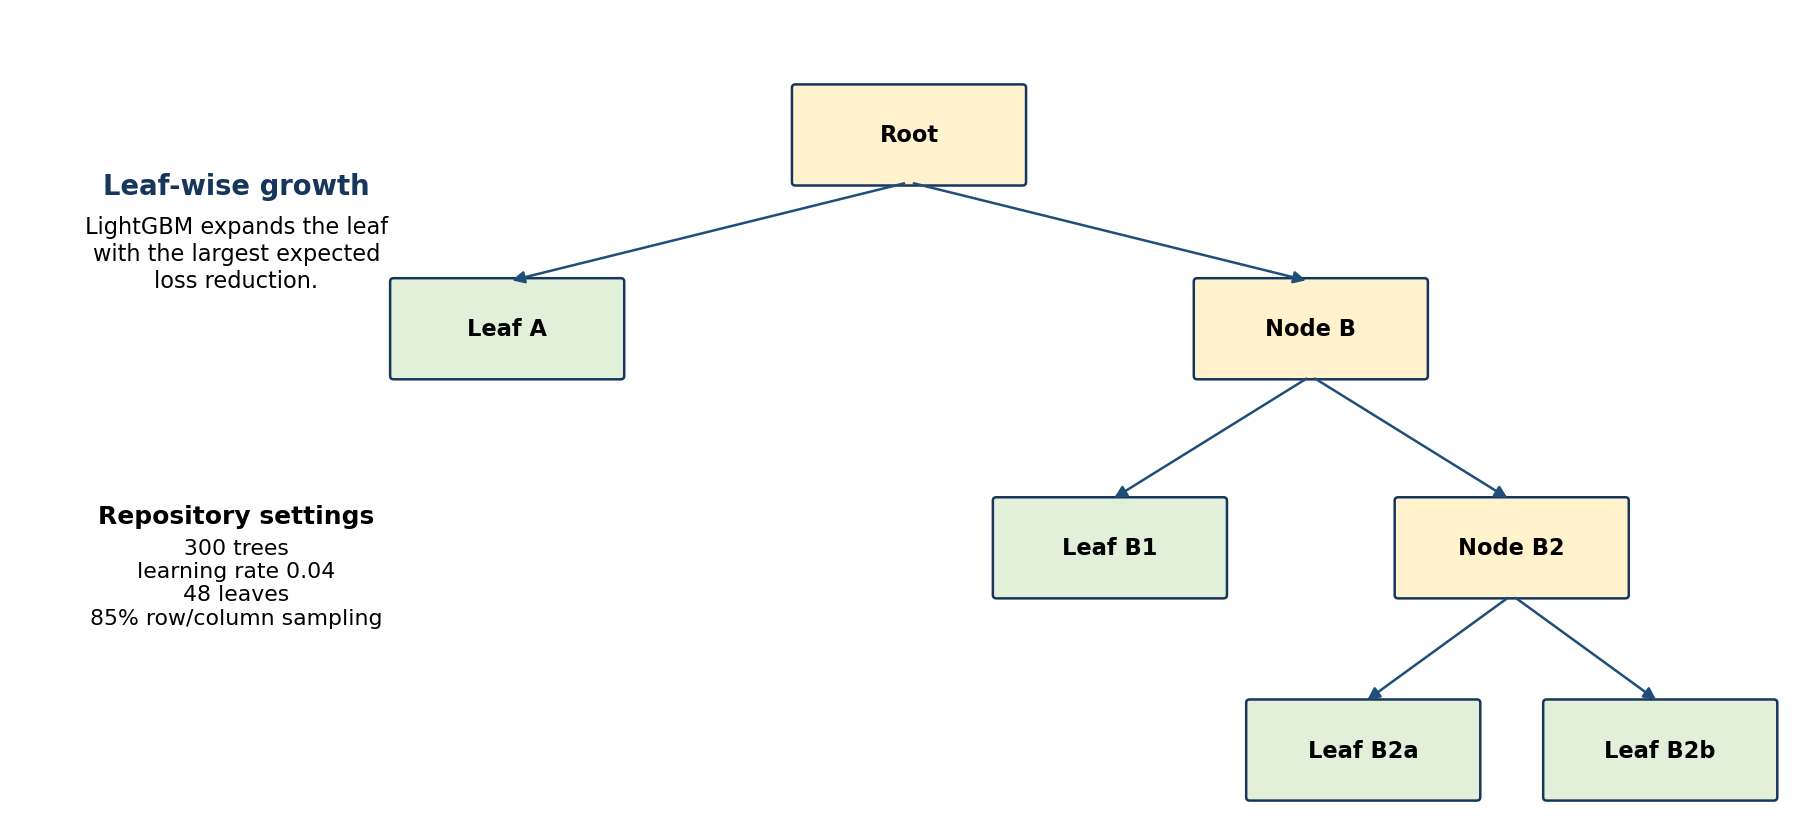 Root
Leaf-wise growth
LightGBM expands the leaf
with the largest expected
loss reduction.
Leaf A
Node B
Repository settings
300 trees
learning rate 0.04
48 leaves
85% row/column sampling
Leaf B1
Node B2
Leaf B2a
Leaf B2b